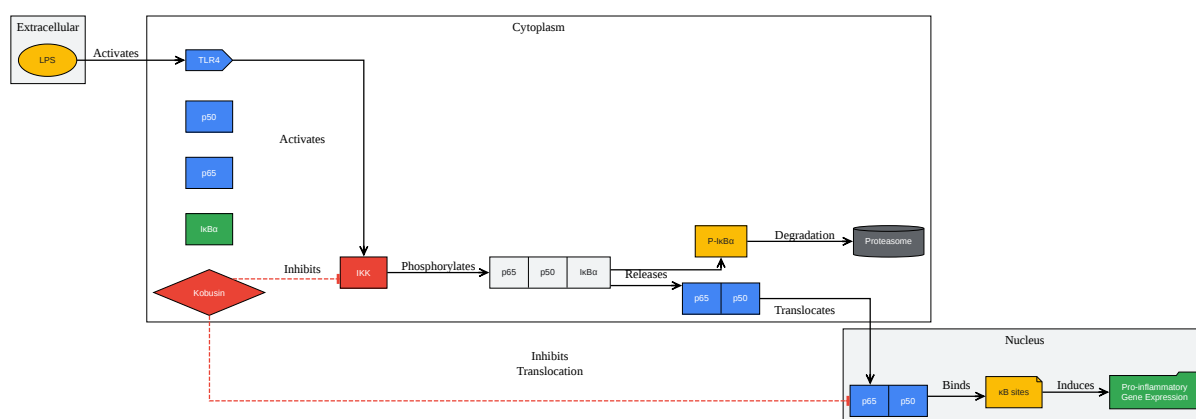 Extracellular
LPS
Activates
Cytoplasm
TLR4
p50
p65
IκBα
Activates
Kobusin
Inhibits
IKK
Phosphorylates
p65 p50 IκBα
Releases
P-IκBα
Degradation
Proteasome
p65 p50
Translocates
Inhibits
Translocation
Nucleus
p65 p50
Binds
κB sites
Induces
Pro-inflammatory
Gene Expression